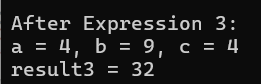 After Expression 3:
a = 4, b = 9, c = 4
result3 = 32